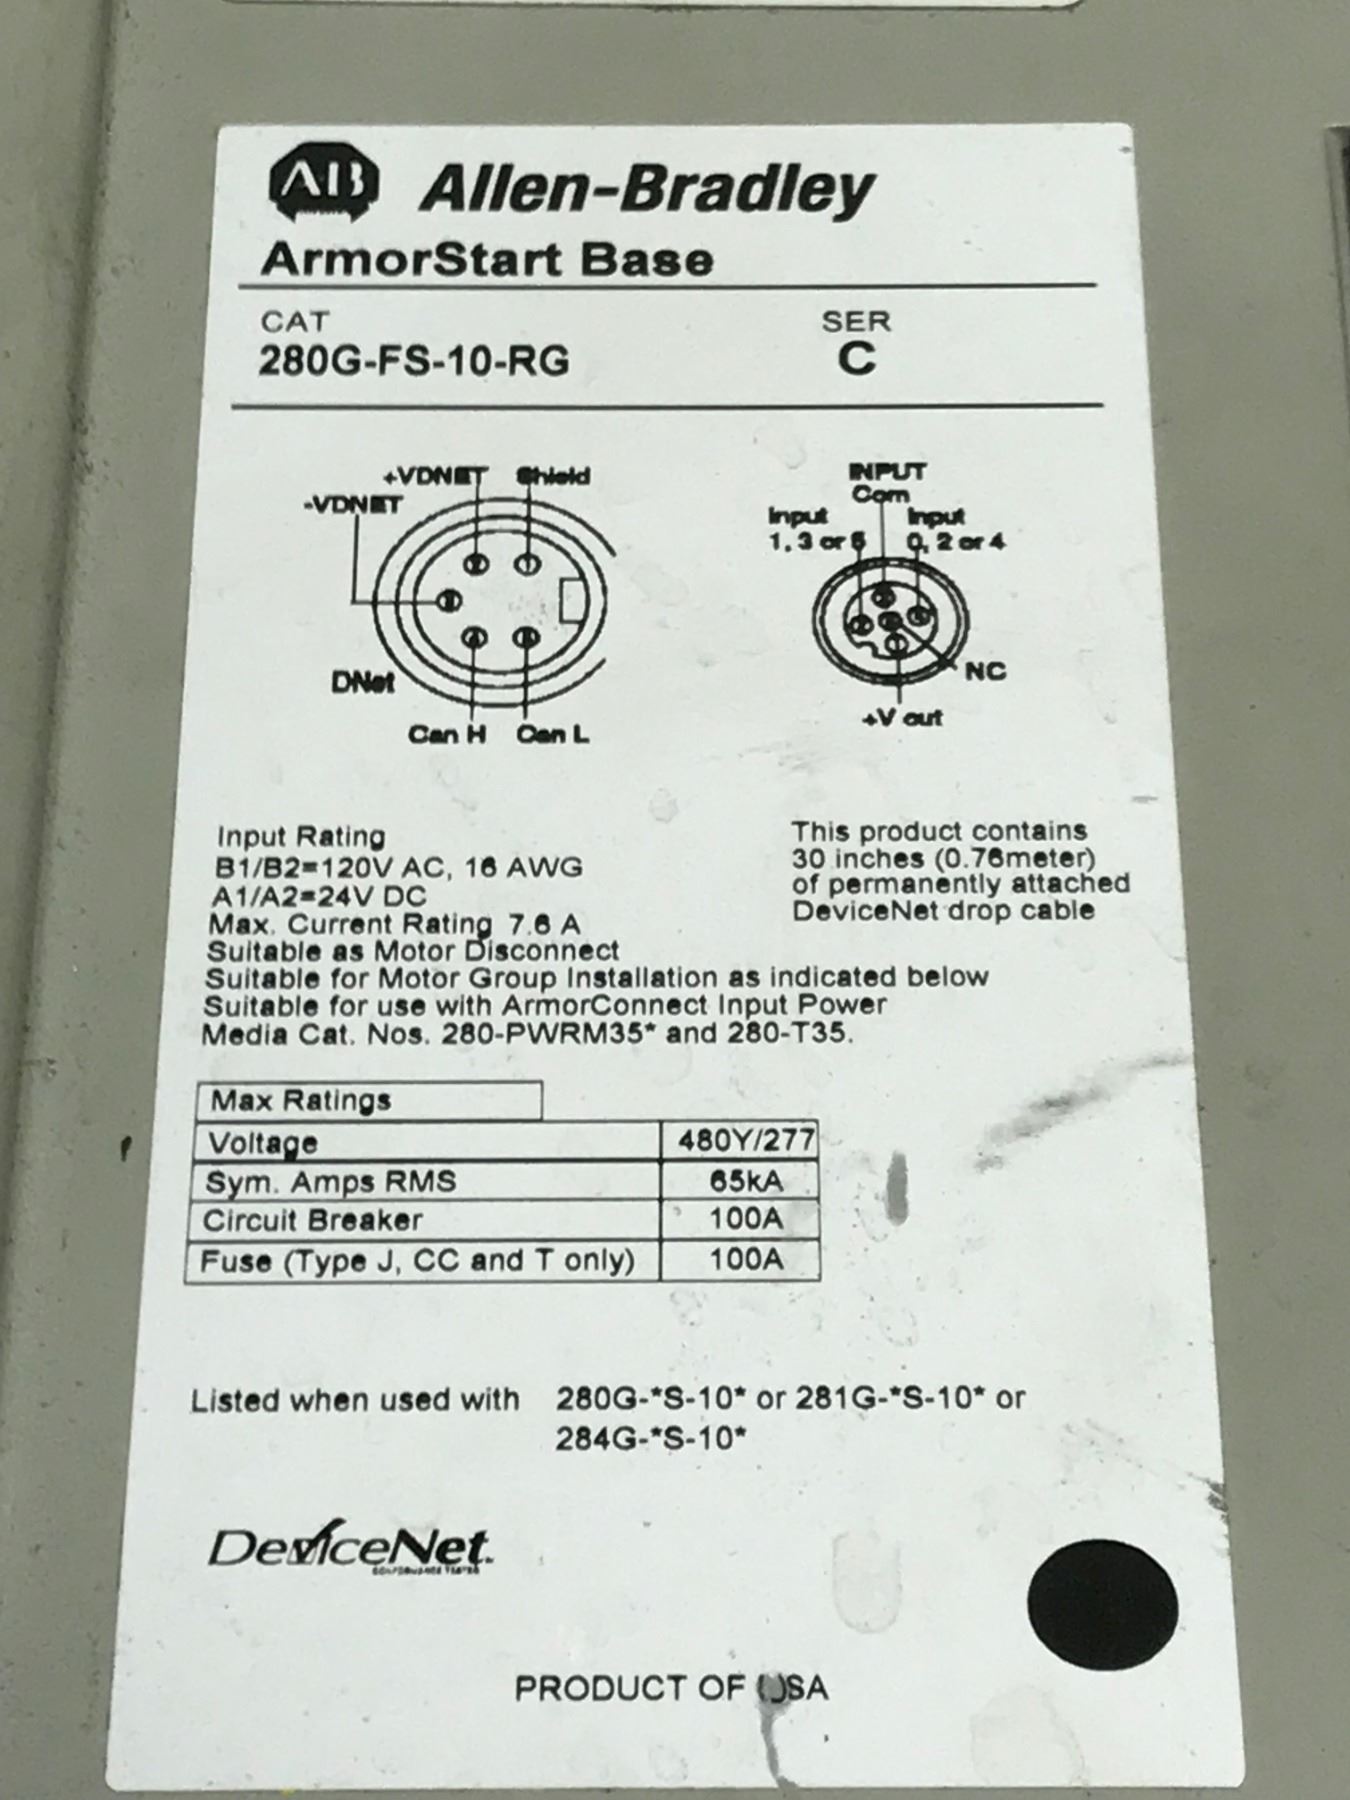 AB Allen-Bradley
ArmorStart Base
CAT
280G-FS-10-RG
SER
C
+VDNET Shield
-VDNET
DNet
Can H Can L
INPUT
Com
Input
1, 3 or 5
Input
0, 2 or 4
NC
+V out
Input Rating
B1/B2=120V AC, 16 AWG
A1/A2=24V DC
Max. Current Rating 7.6 A
Suitable as Motor Disconnect
Suitable for Motor Group Installation as indicated below
Suitable for use with ArmorConnect Input Power
Media Cat. Nos. 280-PWRM35* and 280-T35.
This product contains
30 inches (0.76meter)
of permanently attached
DeviceNet drop cable
Max Ratings
Voltage 480Y/277
Sym. Amps RMS 65kA
Circuit Breaker 100A
Fuse (Type J, CC and T only) 100A
Listed when used with 280G-*S-10* or 281G-*S-10* or
284G-*S-10*
DeviceNet
CONFORMANCE TESTED
PRODUCT OF USA